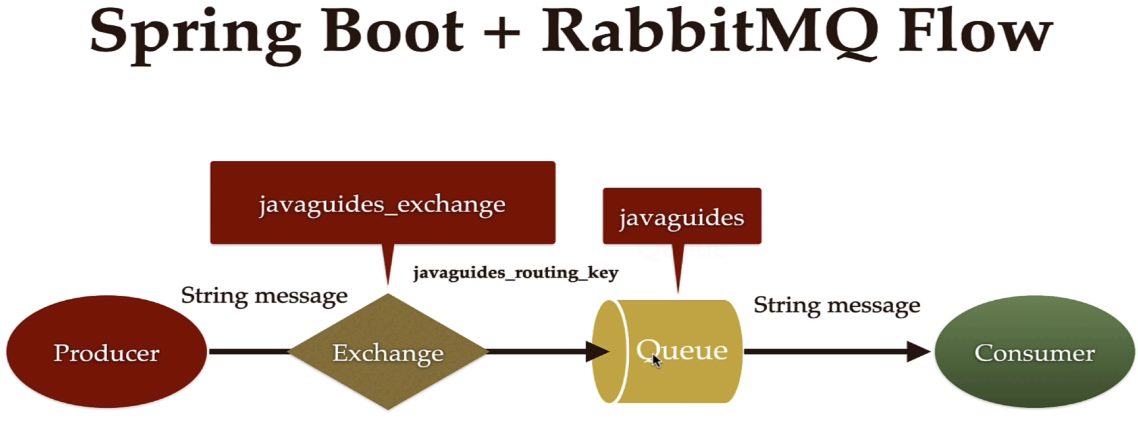 Spring Boot + RabbitMQ Flow
javaguides_exchange
javaguides
javaguides_routing_key
String message
String message
Producer
Exchange
Queue
Consumer